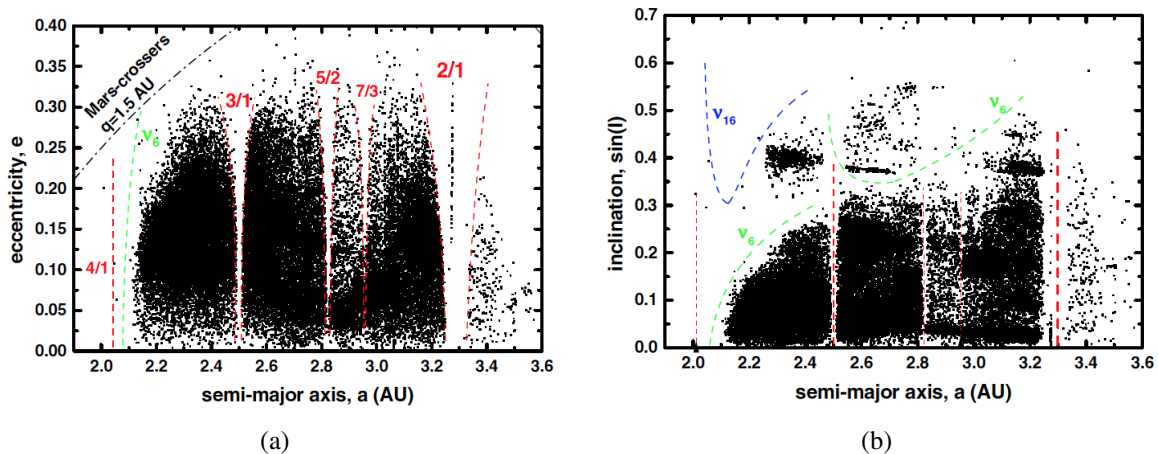 0.40
0.35
0.30
0.25
0.20
0.15
0.10
0.05
0.00
eccentricity, e
Mars-crossers
q=1.5 AU
ν6
4/1
3/1
5/2
7/3
2/1
2.0 2.2 2.4 2.6 2.8 3.0 3.2 3.4 3.6
semi-major axis, a (AU)
(a)
0.7
0.6
0.5
0.4
0.3
0.2
0.1
0.0
inclination, sin(I)
ν16
ν6
ν6
2.0 2.2 2.4 2.6 2.8 3.0 3.2 3.4 3.6
semi-major axis, a (AU)
(b)